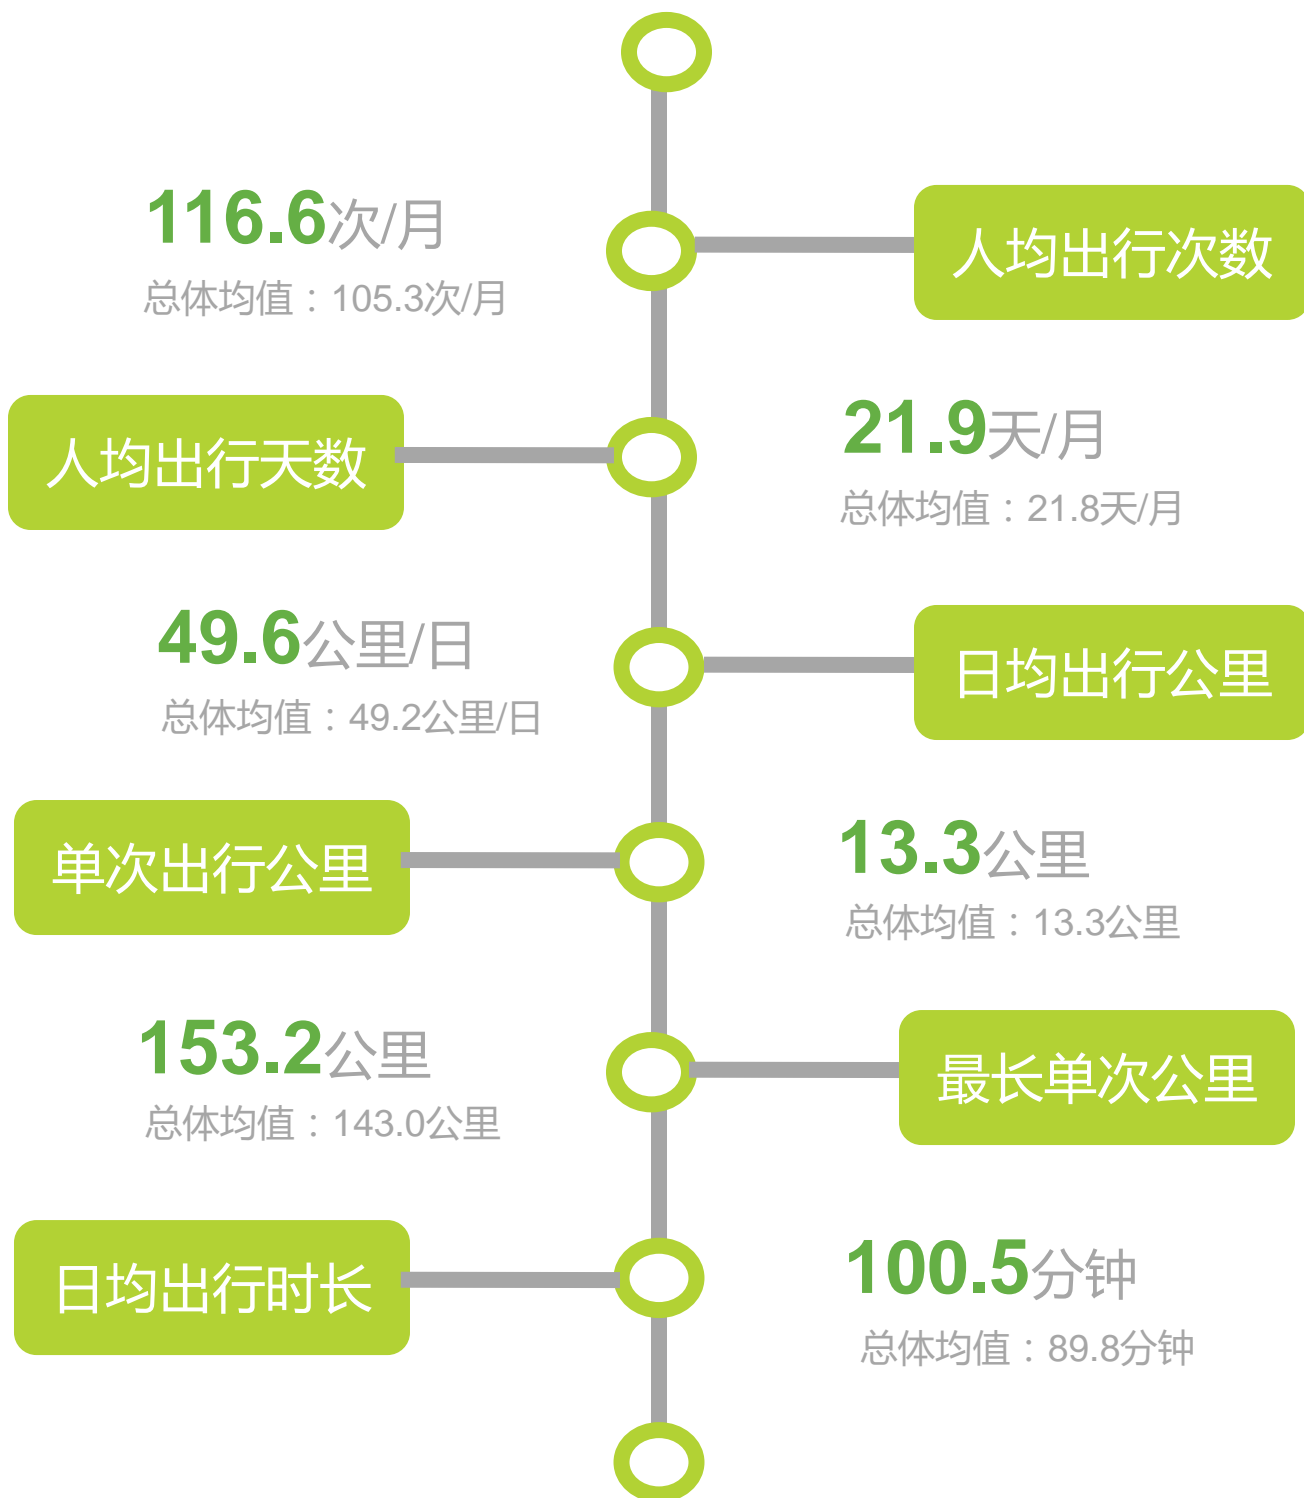 116.6次/月
总体均值：105.3次/月
人均出行次数
人均出行天数
21.9天/月
总体均值：21.8天/月
49.6公里/日
总体均值：49.2公里/日
日均出行公里
单次出行公里
13.3公里
总体均值：13.3公里
153.2公里
总体均值：143.0公里
最长单次公里
日均出行时长
100.5分钟
总体均值：89.8分钟